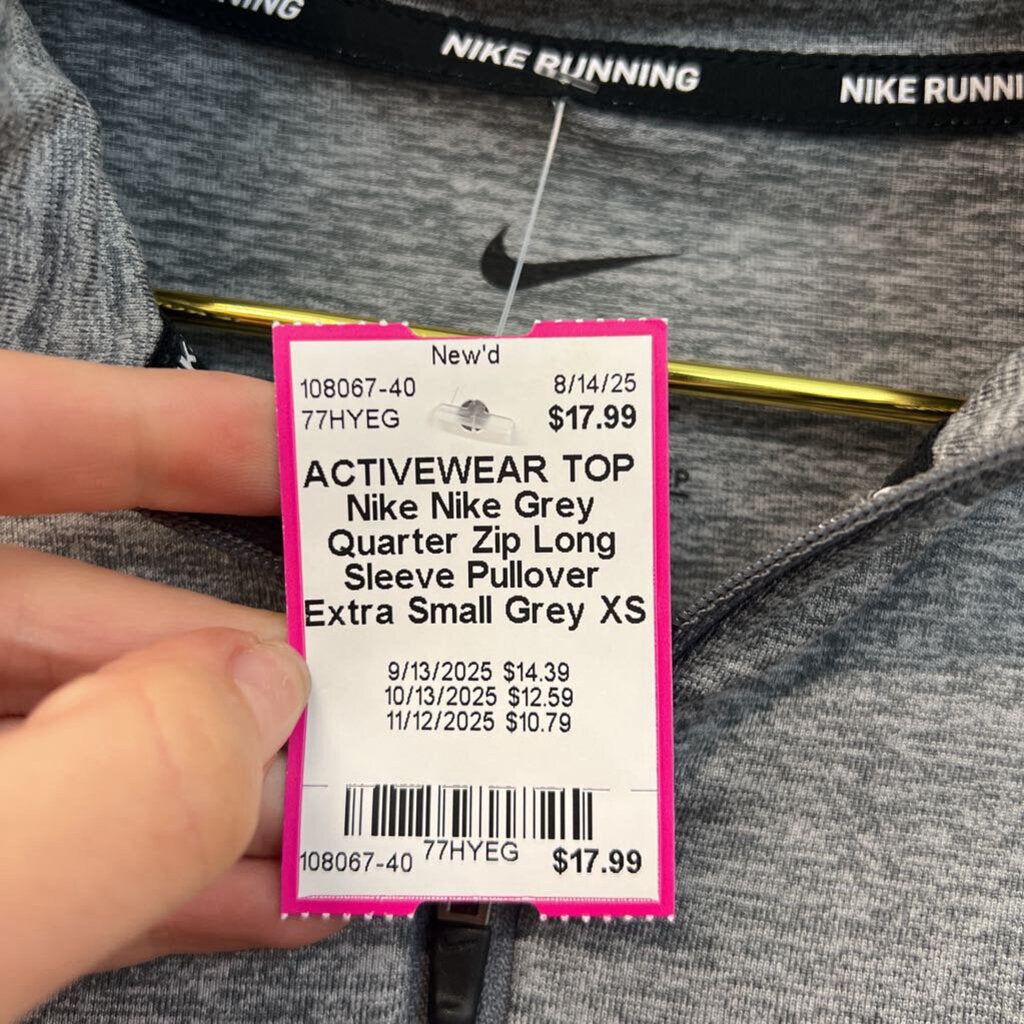 NING
NIKE RUNNING
NIKE RUNNI
New'd
108067-40 8/14/25
77HYEG $17.99
ACTIVEWEAR TOP
Nike Nike Grey
Quarter Zip Long
Sleeve Pullover
Extra Small Grey XS
9/13/2025 $14.39
10/13/2025 $12.59
11/12/2025 $10.79
77HYEG
108067-40 $17.99